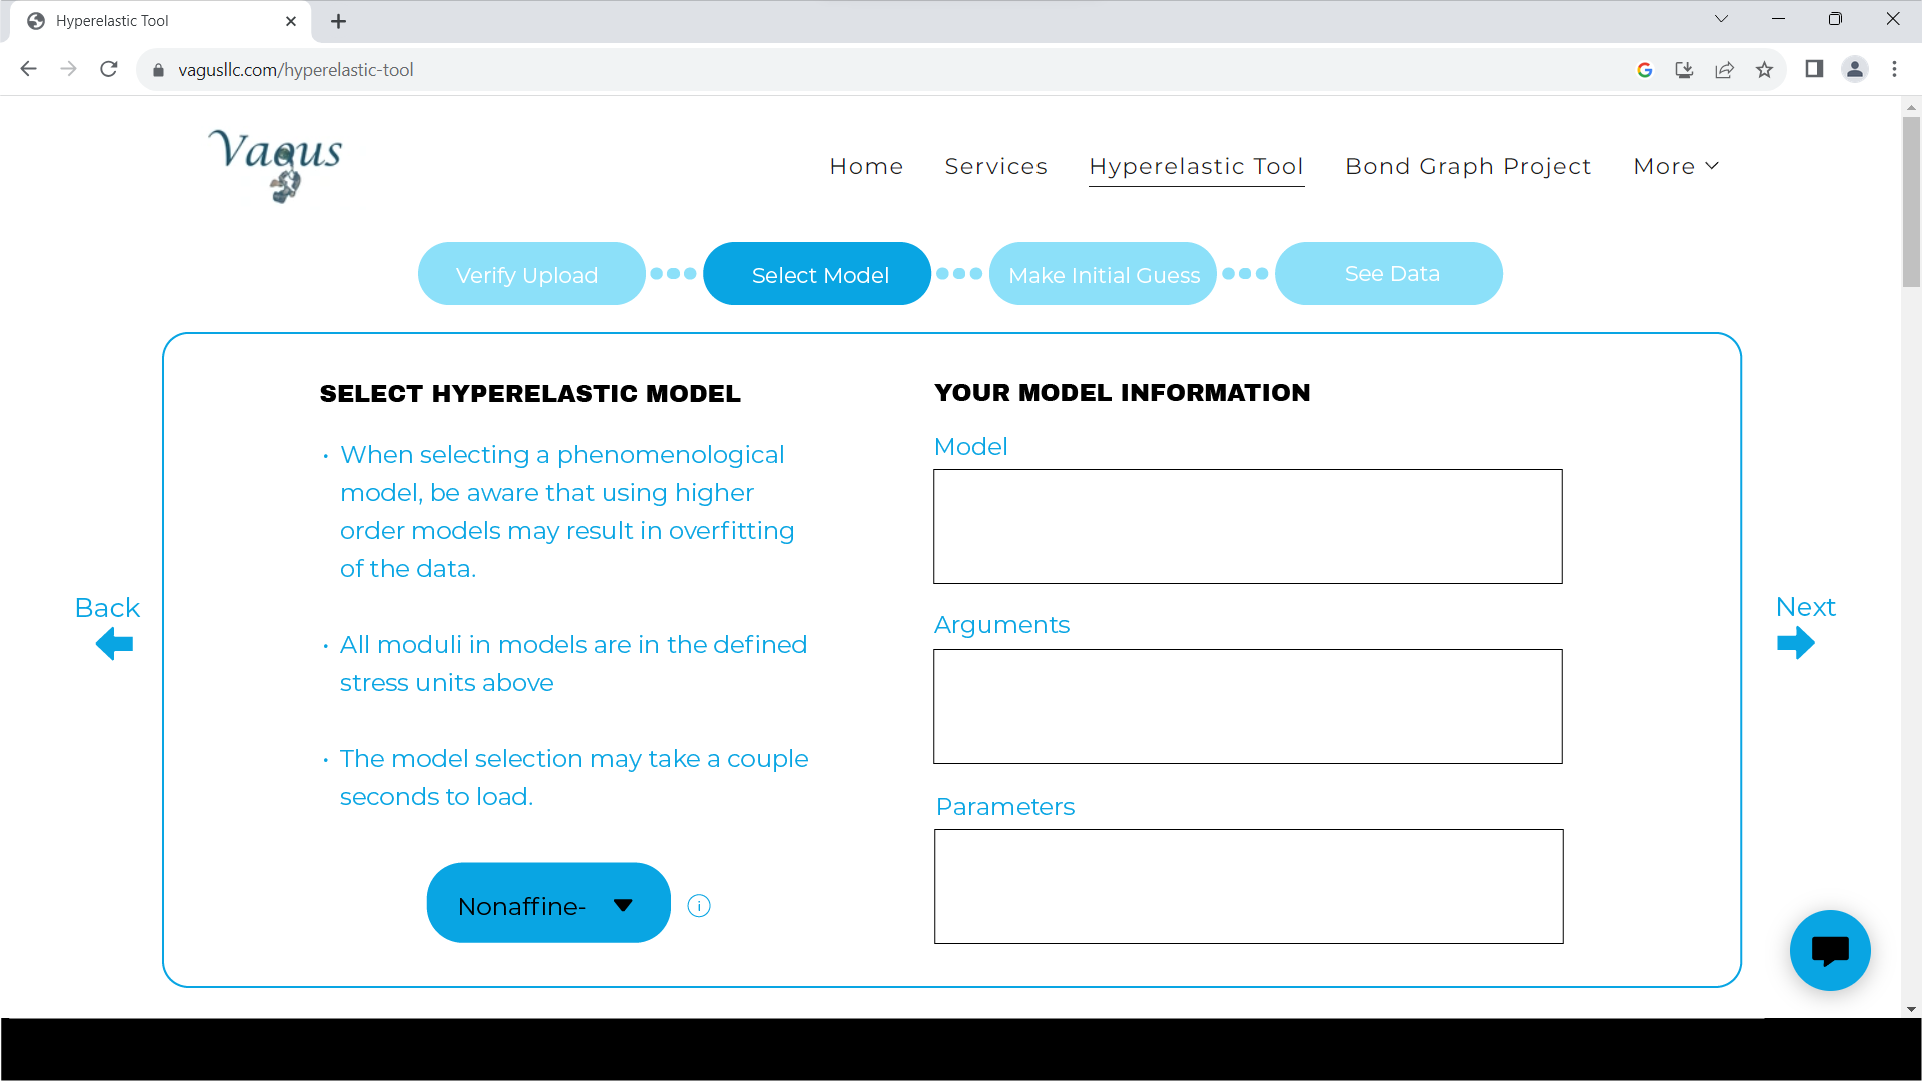 Hyperelastic Tool
vagusllc.com/hyperelastic-tool
Vagus
Home
Services
Hyperelastic Tool
Bond Graph Project
More
Verify Upload
Select Model
Make Initial Guess
See Data
SELECT HYPERELASTIC MODEL
• When selecting a phenomenological
model, be aware that using higher
order models may result in overfitting
of the data.
• All moduli in models are in the defined
stress units above
• The model selection may take a couple
seconds to load.
Nonaffine-
i
YOUR MODEL INFORMATION
Model
Arguments
Parameters
Back
Next